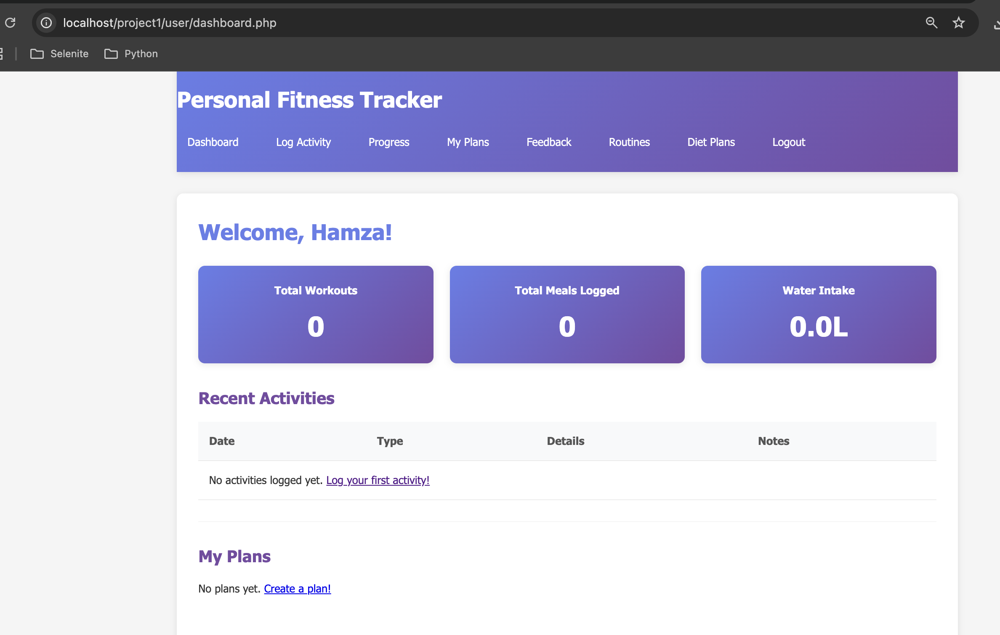 localhost/project1/user/dashboard.php
Selenite Python
Personal Fitness Tracker
Dashboard Log Activity Progress My Plans Feedback Routines Diet Plans Logout
Welcome, Hamza!
Total Workouts Total Meals Logged Water Intake
0 0 0.0L
Recent Activities
Date Type Details Notes
No activities logged yet. Log your first activity!
My Plans
No plans yet. Create a plan!